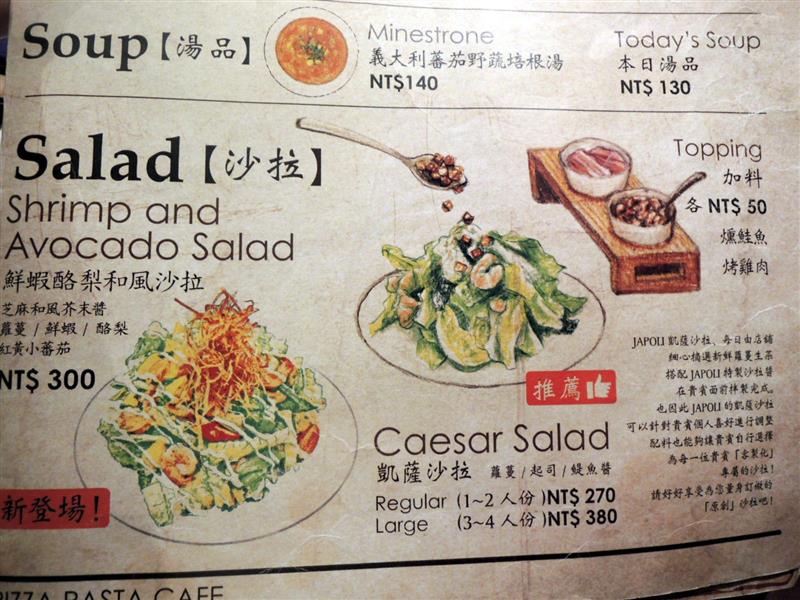 Soup【湯品】
Minestrone
義大利蕃茄野蔬培根湯
NT$140
Today's Soup
本日湯品
NT$ 130
Salad【沙拉】
Shrimp and
Avocado Salad
鮮蝦酪梨和風沙拉
芝麻和風芥末醬
蘿蔓 / 鮮蝦 / 酪梨
紅黃小蕃茄
NT$ 300
新登場!
Topping
加料
各 NT$ 50
燻鮭魚
烤雞肉
推薦
Caesar Salad
凱薩沙拉 蘿蔓 / 起司 / 鯷魚醬
Regular (1~2 人份 )NT$ 270
Large (3~4 人份 )NT$ 380
JAPOLI 凱薩沙拉、每日由店鋪
細心摘選新鮮蘿蔓生菜
搭配 JAPOLI 特製沙拉醬
在貴賓面前拌製完成。
也因此 JAPOLI 的凱薩沙拉
可以針對貴賓個人喜好進行調整
配料也能夠讓貴賓自行選擇
為每一位貴賓「客製化」
專屬的沙拉!
請好好享受為您量身訂做的
「原創」沙拉吧!
PIZZA PASTA CAFE